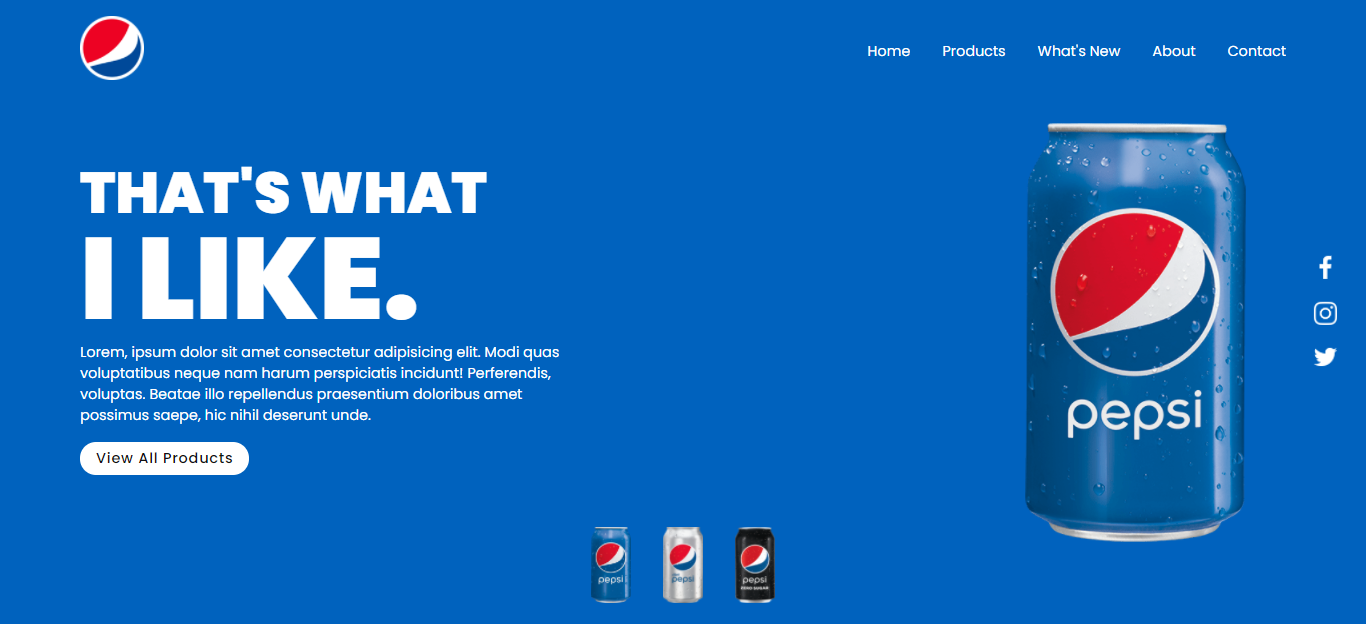 Home Products What's New About Contact
THAT'S WHAT
I LIKE.
Lorem, ipsum dolor sit amet consectetur adipisicing elit. Modi quas
voluptatibus neque nam harum perspiciatis incidunt! Perferendis,
voluptas. Beatae illo repellendus praesentium doloribus amet
possimus saepe, hic nihil deserunt unde.
View All Products
pepsi
pepsi
pepsi
pepsi
ZERO SUGAR